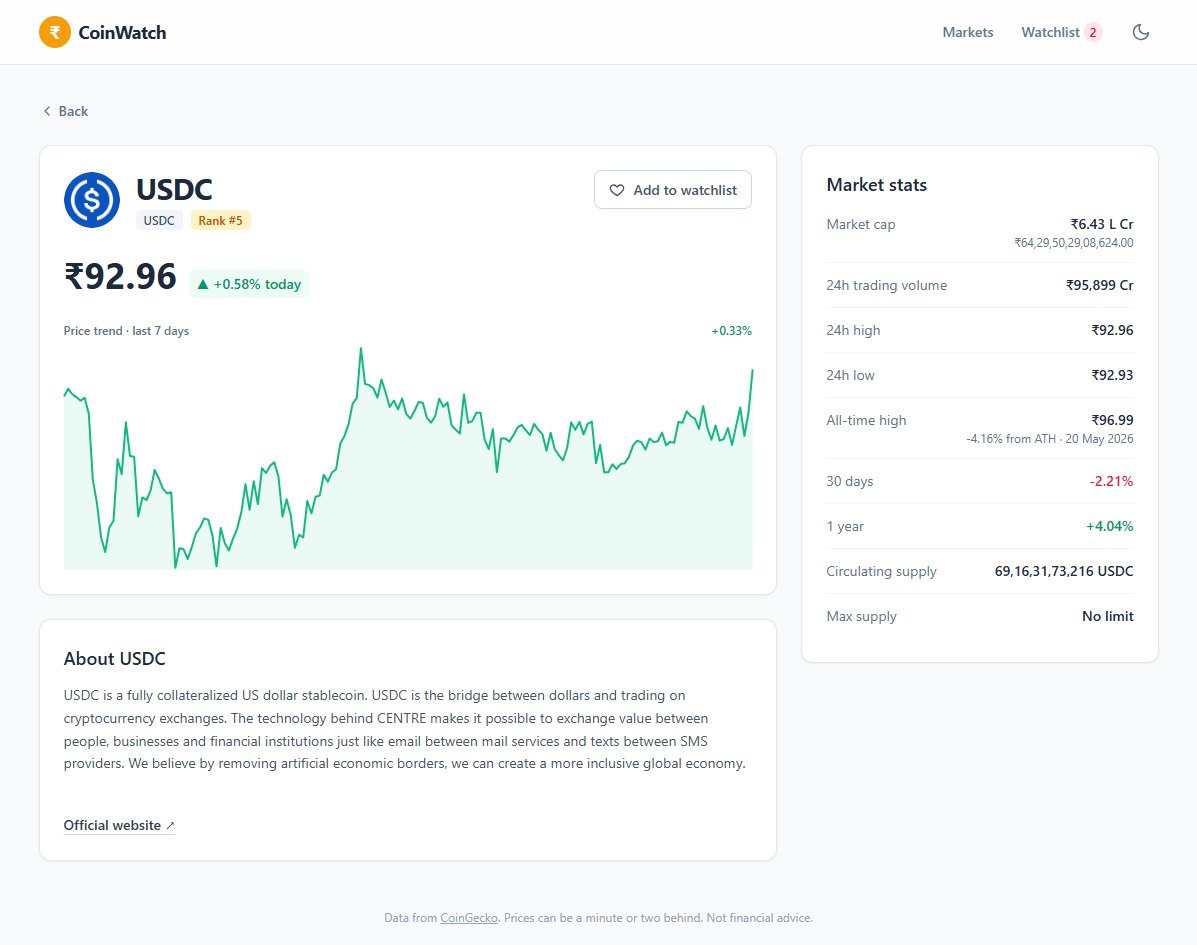 ₹ CoinWatch
Markets
Watchlist 2
Back
$
USDC
USDC
Rank #5
Add to watchlist
₹92.96
▲ +0.58% today
Price trend · last 7 days
+0.33%
About USDC
USDC is a fully collateralized US dollar stablecoin. USDC is the bridge between dollars and trading on
cryptocurrency exchanges. The technology behind CENTRE makes it possible to exchange value between
people, businesses and financial institutions just like email between mail services and texts between SMS
providers. We believe by removing artificial economic borders, we can create a more inclusive global economy.
Official website ↗
Market stats
Market cap ₹6.43 L Cr
₹64,29,50,29,08,624.00
24h trading volume ₹95,899 Cr
24h high ₹92.96
24h low ₹92.93
All-time high ₹96.99
-4.16% from ATH · 20 May 2026
30 days -2.21%
1 year +4.04%
Circulating supply 69,16,31,73,216 USDC
Max supply No limit
Data from CoinGecko. Prices can be a minute or two behind. Not financial advice.